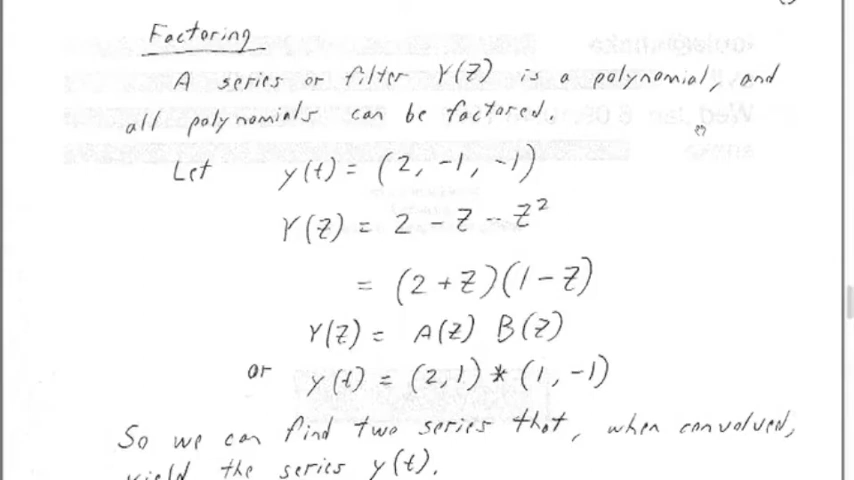 Factoring
A series or filter Y(Z) is a polynomial, and
all polynomials can be factored.
Let y(t) = (2, -1, -1)
Y(Z) = 2 - Z - Z²
= (2 + Z)(1 - Z)
Y(Z) = A(Z) B(Z)
or y(t) = (2, 1) * (1, -1)
So we can find two series that, when convolved,
yield the series y(t).